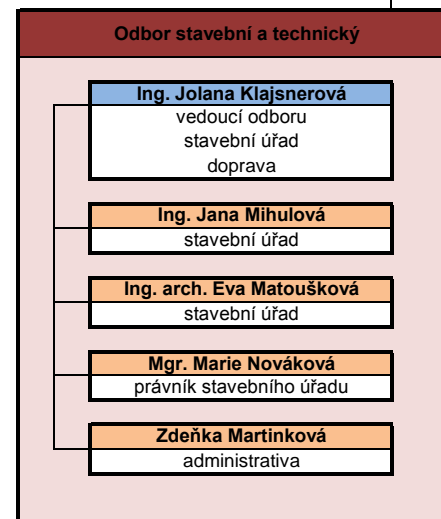 Odbor stavební a technický
Ing. Jolana Klajsnerová
vedoucí odboru
stavební úřad
doprava
Ing. Jana Mihulová
stavební úřad
Ing. arch. Eva Matoušková
stavební úřad
Mgr. Marie Nováková
právník stavebního úřadu
Zdeňka Martinková
administrativa